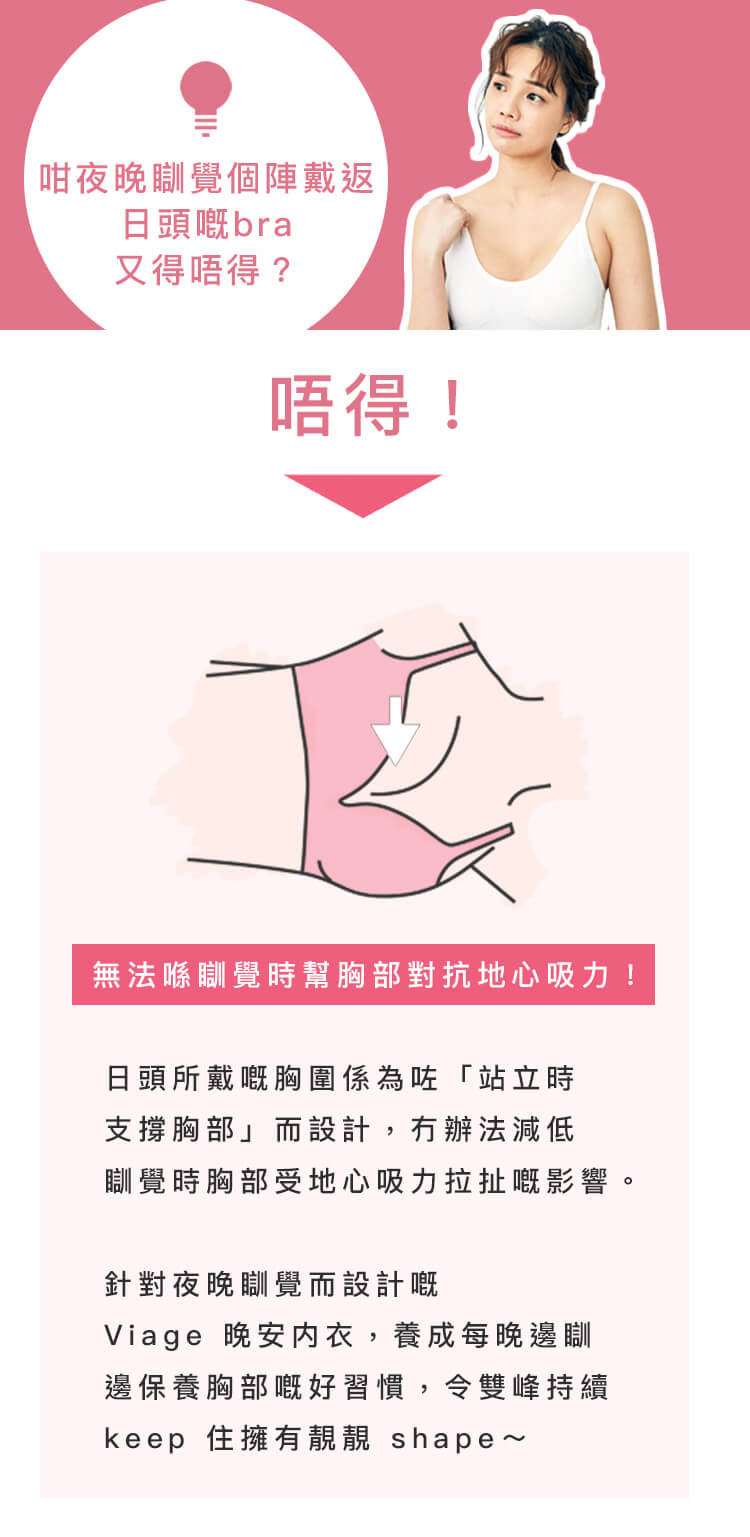 咁夜晚瞓覺個陣戴返
日頭嘅bra
又得唔得？
唔得！
無法喺瞓覺時幫胸部對抗地心吸力！
日頭所戴嘅胸圍係為咗「站立時
支撐胸部」而設計，冇辦法減低
瞓覺時胸部受地心吸力拉扯嘅影響。
針對夜晚瞓覺而設計嘅
Viage 晚安內衣，養成每晚邊瞓
邊保養胸部嘅好習慣，令雙峰持續
keep 住擁有靚靚 shape～